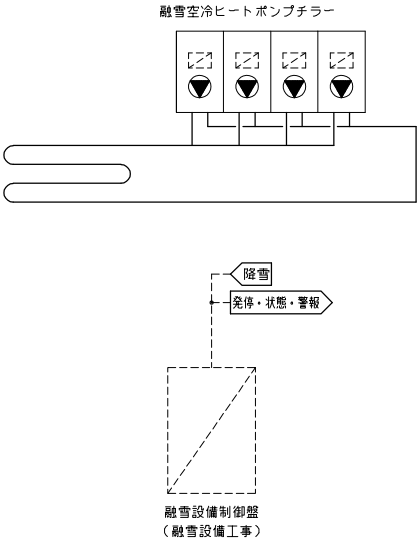 融雪空冷ヒートポンプチラー
降雪
発停・状態・警報
融雪設備制御盤
（融雪設備工事）